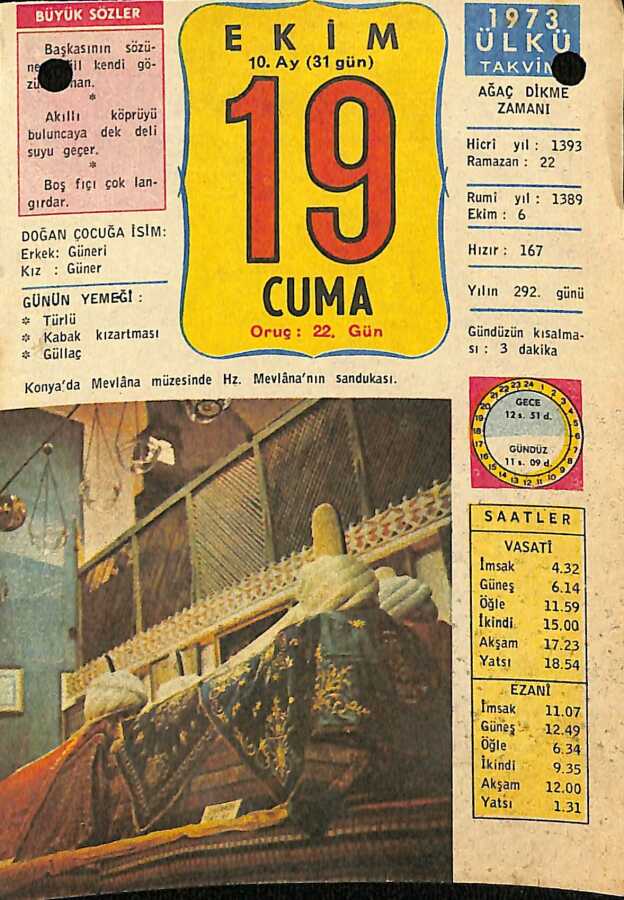 BÜYÜK SÖZLER
Başkasının sözü-
kendi gö-
*
Akıllı köprüyü
buluncaya dek deli
suyu geçer.
*
Boş fıçı çok lan-
gırdar.
DOĞAN ÇOCUĞA İSİM:
Erkek: Güneri
Kız : Güner
GÜNÜN YEMEĞİ :
* Türlü
* Kabak kızartması
* Güllaç
EKİM
10. Ay (31 gün)
19
CUMA
Oruç: 22. Gün
1973
ÜLKÜ
AĞAÇ DİKME
ZAMANI
Hicri yıl : 1393
Ramazan : 22
Rumi yıl : 1389
Ekim : 6
Hızır : 167
Yılın 292. günü
Gündüzün kısalma-
sı : 3 dakika
Konya'da Mevlâna müzesinde Hz. Mevlâna'nın sandukası.
GECE
12 s. 51 d.
GÜNDÜZ
11 s. 09 d.
SAATLER
VASATİ
İmsak 4.32
Güneş 6.14
Öğle 11.59
İkindi 15.00
Akşam 17.23
Yatsı 18.54
EZANİ
İmsak 11.07
Güneş 12.49
Öğle 6.34
İkindi 9.35
Akşam 12.00
Yatsı 1.31